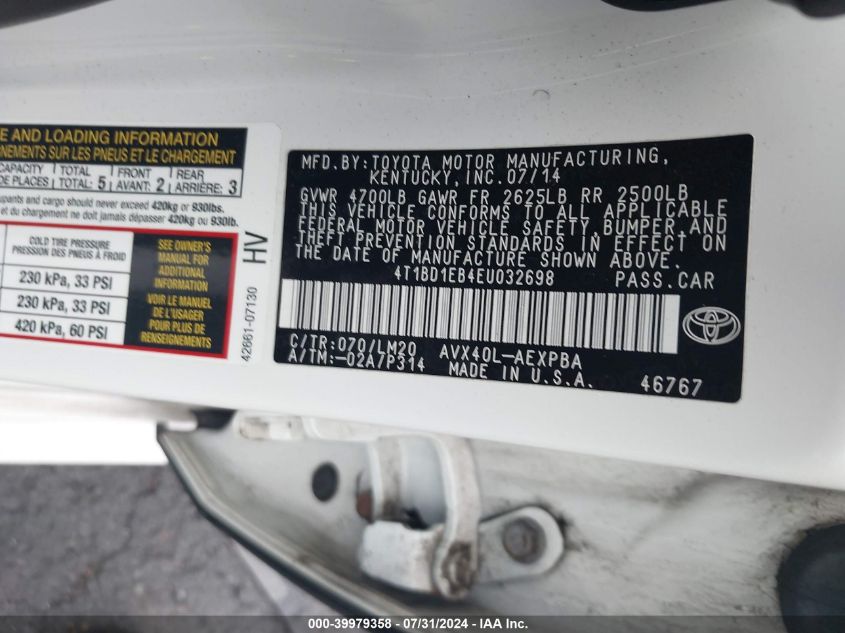 E AND LOADING INFORMATION
RNEMENTS SUR LES PNEUS ET LE CHARGEMENT
CAPACITY TOTAL FRONT REAR
DE PLACES TOTAL: 5 AVANT: 2 ARRIÈRE: 3
upants and cargo should never exceed 420kg or 930lbs.
et du chargement ne doit jamais dépasser 420kg ou 930lb.
COLD TIRE PRESSURE
PRESSION DES PNEUS À FROID
230 kPa, 33 PSI
230 kPa, 33 PSI
420 kPa, 60 PSI
SEE OWNER'S
MANUAL FOR
ADDITIONAL
INFORMATION
VOIR LE MANUEL
DE L'USAGER
POUR PLUS DE
RENSEIGNEMENTS
42661-07130 HV
MFD.BY:TOYOTA MOTOR MANUFACTURING,
KENTUCKY,INC.07/14
GVWR 4700LB GAWR FR 2625LB RR 2500LB
THIS VEHICLE CONFORMS TO ALL APPLICABLE
FEDERAL MOTOR VEHICLE SAFETY,BUMPER,AND
THEFT PREVENTION STANDARDS IN EFFECT ON
THE DATE OF MANUFACTURE SHOWN ABOVE.
4T1BD1EB4EU032698 PASS.CAR
C/TR:070/LM20 AVX40L-AEXPBA
A/TM:-02A7P314 MADE IN U.S.A. 46767
TOYOTA
000-39979358 - 07/31/2024 - IAAI - Copart, Inc.